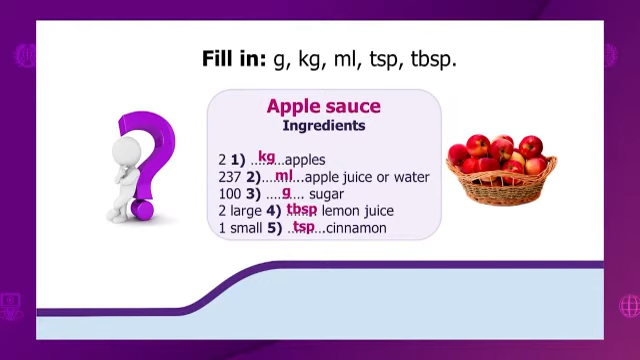 Fill in: g, kg, ml, tsp, tbsp.
Apple sauce
Ingredients
2 1) ..kg...apples
237 2)....ml...apple juice or water
100 3) ....g.... sugar
2 large 4) tbsp lemon juice
1 small 5) ..tsp...cinnamon